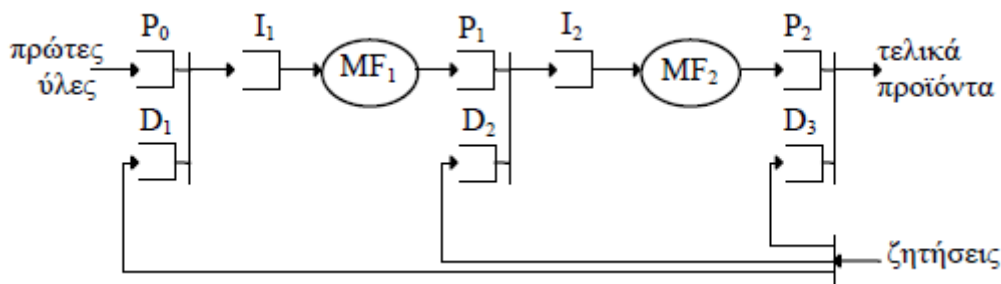 πρώτες
ύλες
P0
I1
MF1
P1
I2
MF2
P2
τελικά
προϊόντα
D1
D2
D3
ζητήσεις